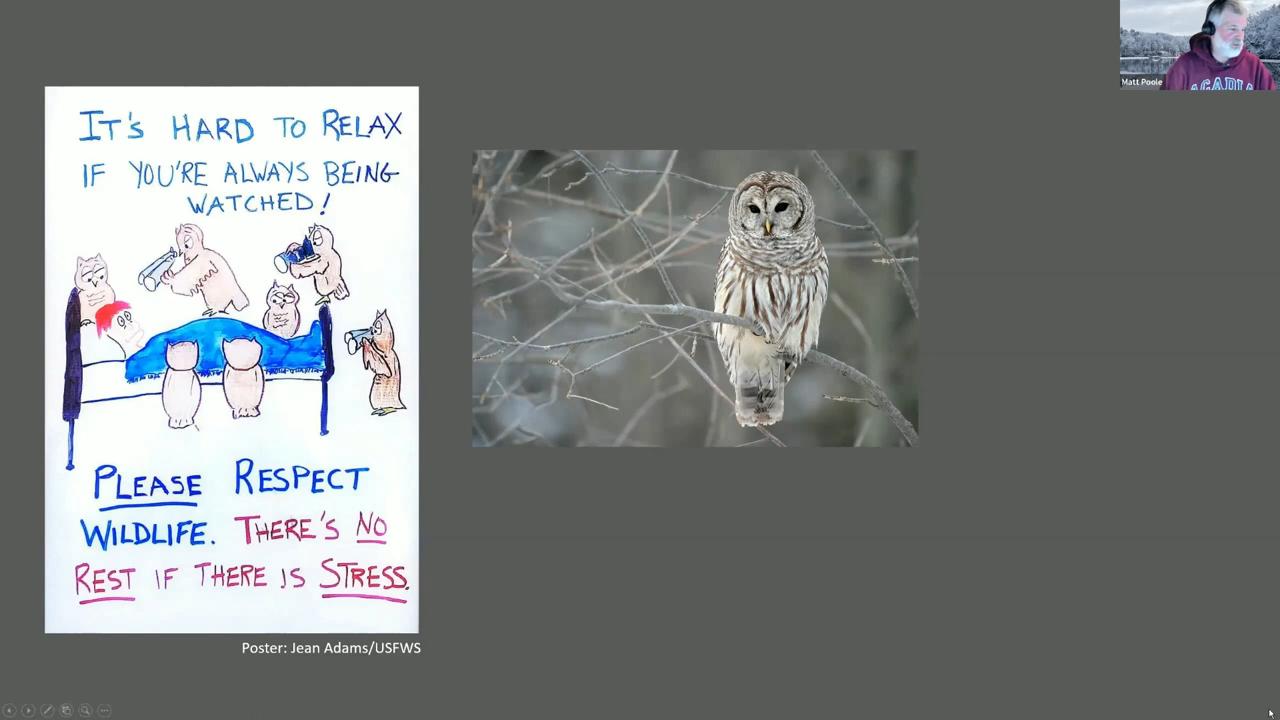 IT'S HARD TO RELAX
IF YOU'RE ALWAYS BEING
WATCHED!
PLEASE RESPECT
WILDLIFE. THERE'S NO
REST IF THERE IS STRESS.
Poster: Jean Adams/USFWS
Matt Poole
ACADIA